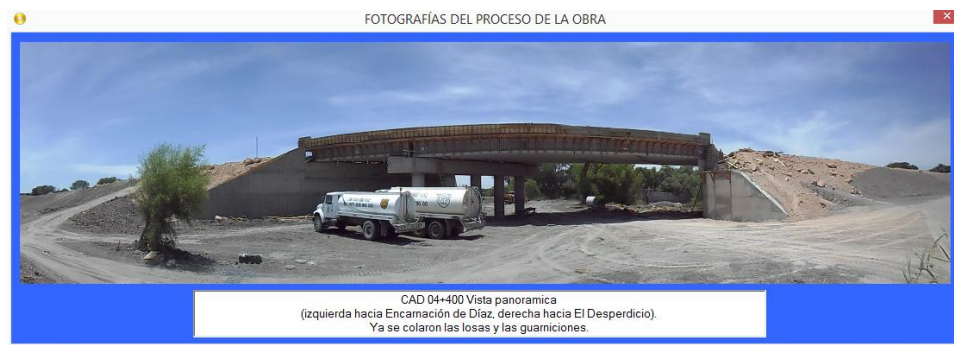 FOTOGRAFÍAS DEL PROCESO DE LA OBRA
CAD 04+400 Vista panoramica
(izquierda hacia Encarnación de Díaz, derecha hacia El Desperdicio).
Ya se colaron las losas y las guarniciones.